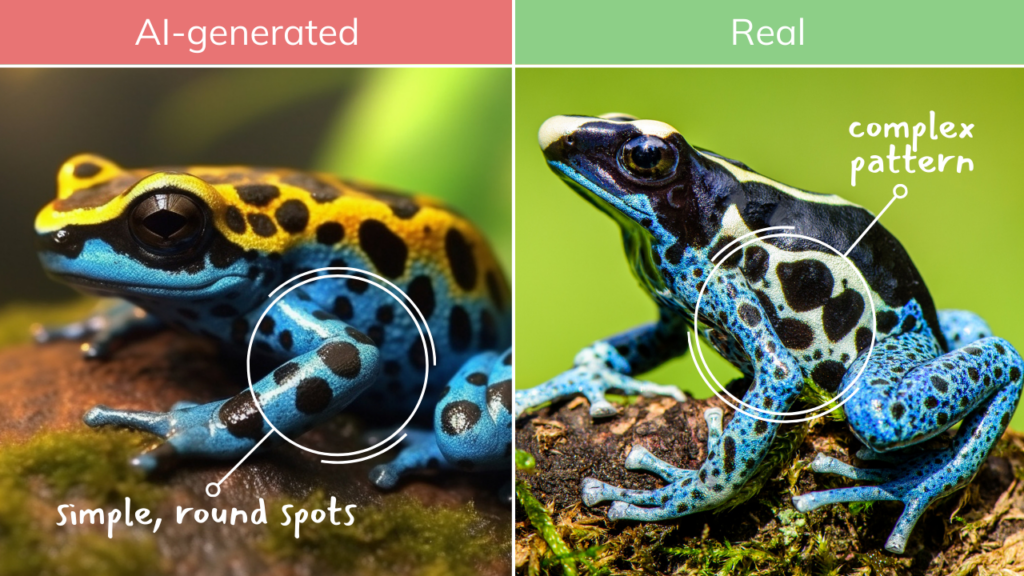 AI-generated
Real
complex
pattern
simple, round spots